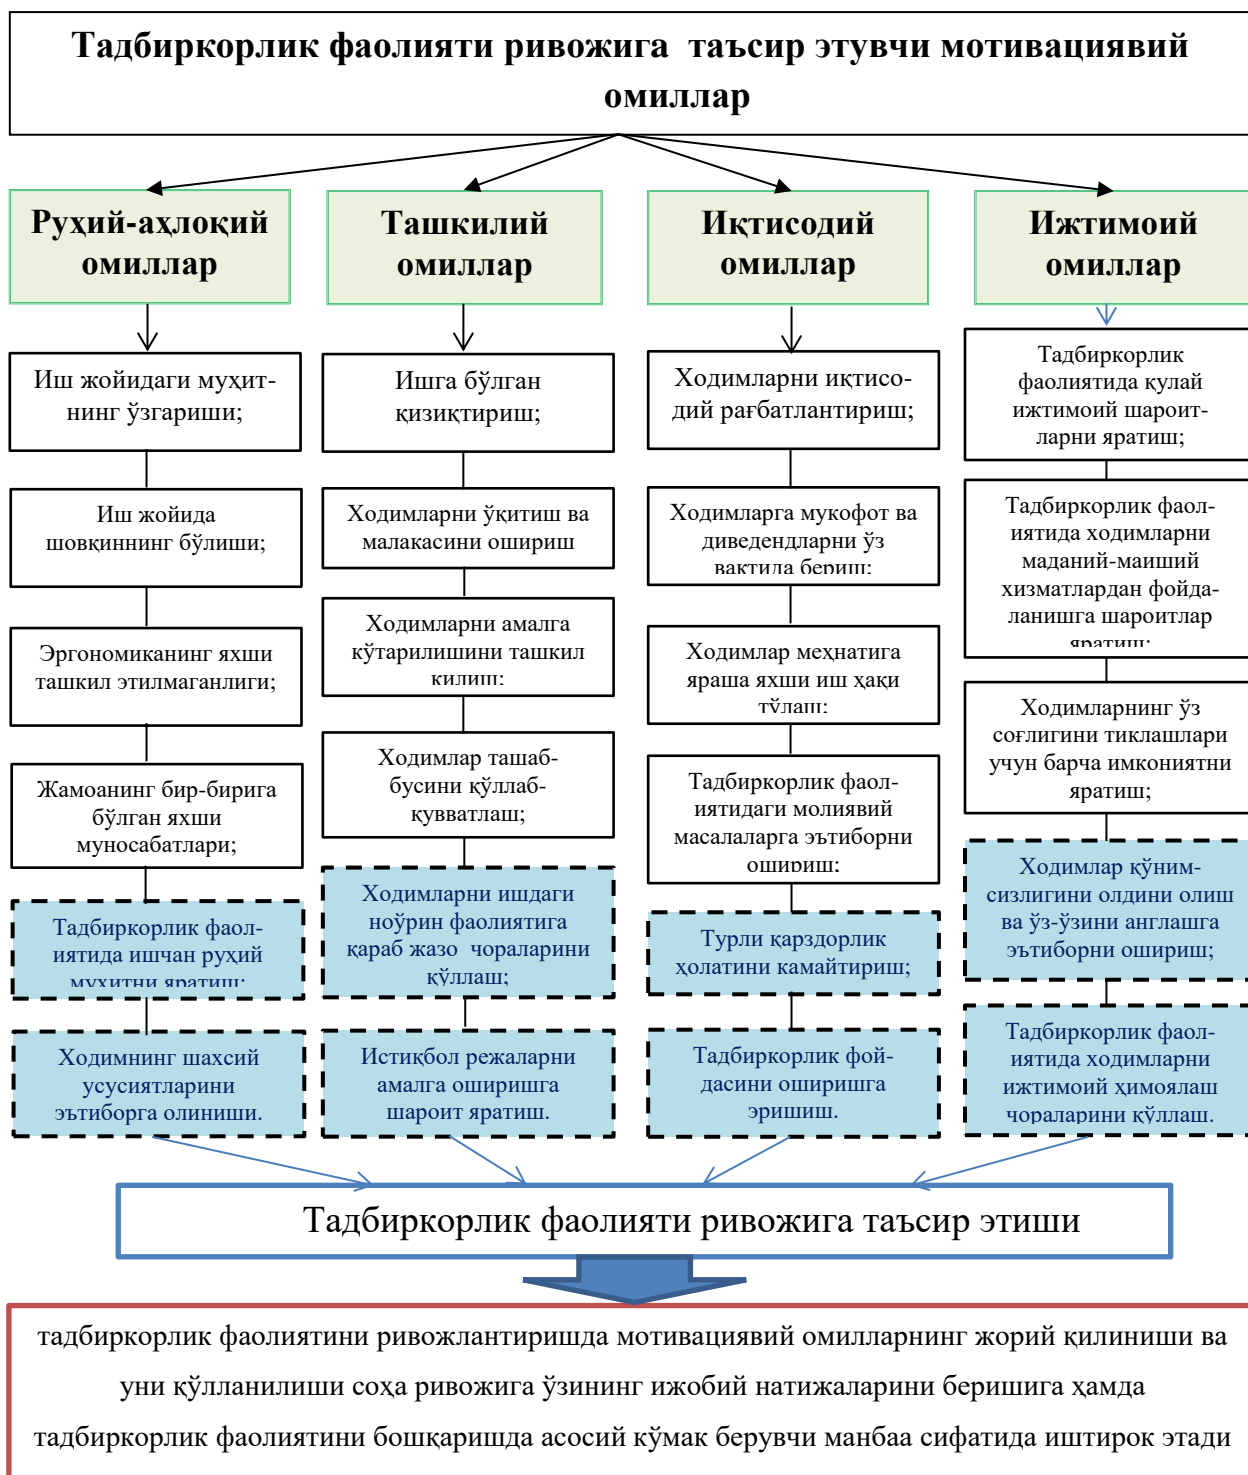 Тадбиркорлик фаолияти ривожига таъсир этувчи мотивациявий
омиллар
Руҳий-аҳлоқий
омиллар
Иш жойидаги муҳит-
нинг ўзгариши;
Иш жойида
шовқиннинг бўлиши;
Эргономиканинг яхши
ташкил этилмаганлиги;
Жамоанинг бир-бирига
бўлган яхши
муносабатлари;
Тадбиркорлик фаол-
иятида ишчан руҳий
муҳитни яратиш;
Ходимнинг шахсий
усусиятларини
эътиборга олиниши.
Ташкилий
омиллар
Ишга бўлган
қизиқтириш;
Ходимларни ўқитиш ва
малакасини ошириш
Ходимларни амалга
кўтарилишини ташкил
қилиш;
Ходимлар ташаб-
бусини қўллаб-
қувватлаш;
Ходимларни ишдаги
ноўрин фаолиятига
қараб жазо чораларини
қўллаш;
Истиқбол режаларни
амалга оширишга
шароит яратиш.
Иқтисодий
омиллар
Ходимларни иқтисо-
дий рағбатлантириш;
Ходимларга мукофот ва
диведендларни ўз
вақтида бериш;
Ходимлар меҳнатига
яраша яхши иш ҳақи
тўлаш;
Тадбиркорлик фаол-
иятидаги молиявий
масалаларга эътиборни
ошириш;
Турли қарздорлик
ҳолатини камайтириш;
Тадбиркорлик фой-
дасини оширишга
эришиш.
Ижтимоий
омиллар
Тадбиркорлик
фаолиятида қулай
ижтимоий шароит-
ларни яратиш;
Тадбиркорлик фаол-
иятида ходимларни
маданий-маиший
хизматлардан фойда-
ланишга шароитлар
яратиш;
Ходимларнинг ўз
соғлигини тиклашлари
учун барча имкониятни
яратиш;
Ходимлар қўним-
сизлигини олдини олиш
ва ўз-ўзини англашга
эътиборни ошириш;
Тадбиркорлик фаол-
иятида ходимларни
ижтимоий ҳимоялаш
чораларини қўллаш.
Тадбиркорлик фаолияти ривожига таъсир этиши
тадбиркорлик фаолиятини ривожлантиришда мотивациявий омилларнинг жорий қилиниши ва
уни қўлланилиши соҳа ривожига ўзининг ижобий натижаларини беришига ҳамда
тадбиркорлик фаолиятини бошқаришда асосий кўмак берувчи манбаа сифатида иштирок этади